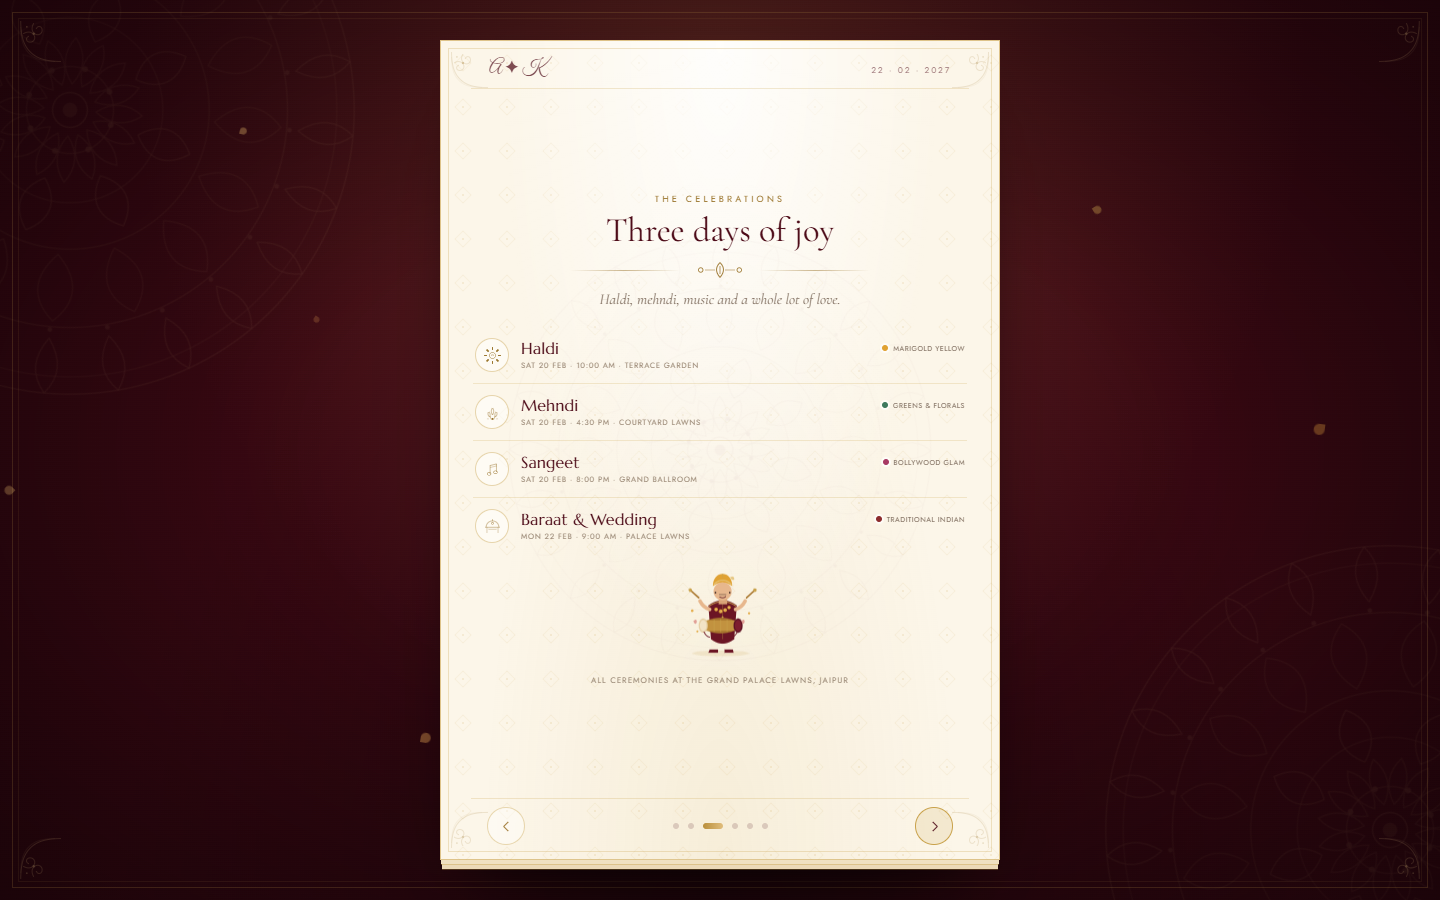 A ✦ K
22 · 02 · 2027
THE CELEBRATIONS
Three days of joy
Haldi, mehndi, music and a whole lot of love.
Haldi
MARIGOLD YELLOW
SAT 20 FEB · 10:00 AM · TERRACE GARDEN
Mehndi
GREENS & FLORALS
SAT 20 FEB · 4:30 PM · COURTYARD LAWNS
Sangeet
BOLLYWOOD GLAM
SAT 20 FEB · 8:00 PM · GRAND BALLROOM
Baraat & Wedding
TRADITIONAL INDIAN
MON 22 FEB · 9:00 AM · PALACE LAWNS
ALL CEREMONIES AT THE GRAND PALACE LAWNS, JAIPUR